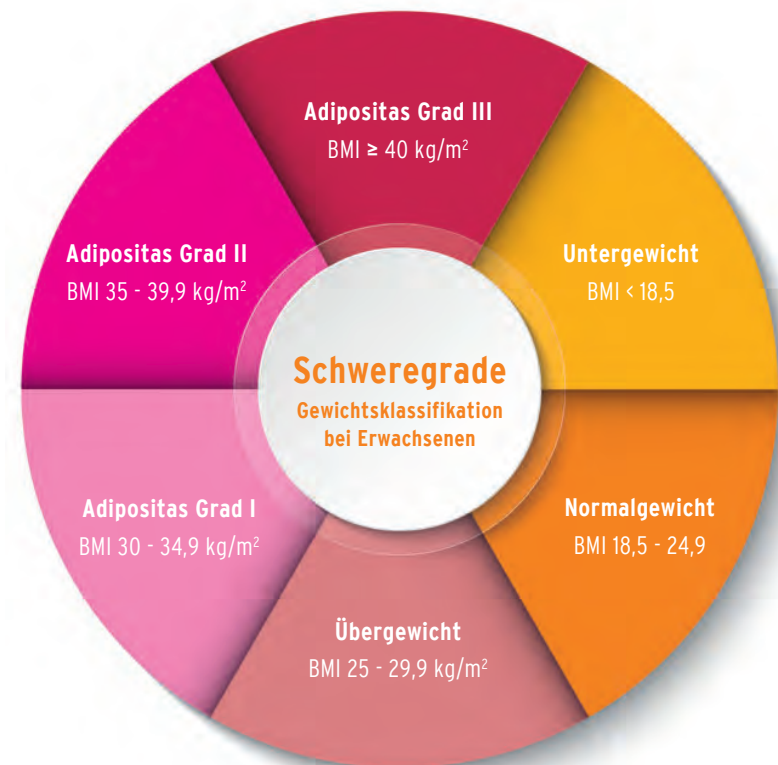 Schweregrade
Gewichtsklassifikation
bei Erwachsenen
Adipositas Grad III
BMI ≥ 40 kg/m²
Untergewicht
BMI < 18,5
Normalgewicht
BMI 18,5 - 24,9
Übergewicht
BMI 25 - 29,9 kg/m²
Adipositas Grad I
BMI 30 - 34,9 kg/m²
Adipositas Grad II
BMI 35 - 39,9 kg/m²